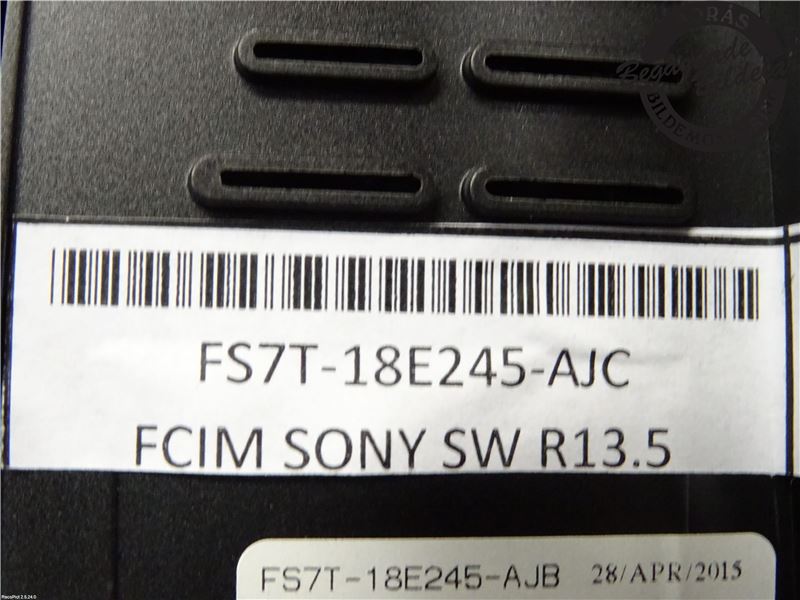 FS7T-18E245-AJC
FCIM SONY SW R13.5
FS7T-18E245-AJB 28/APR/2015